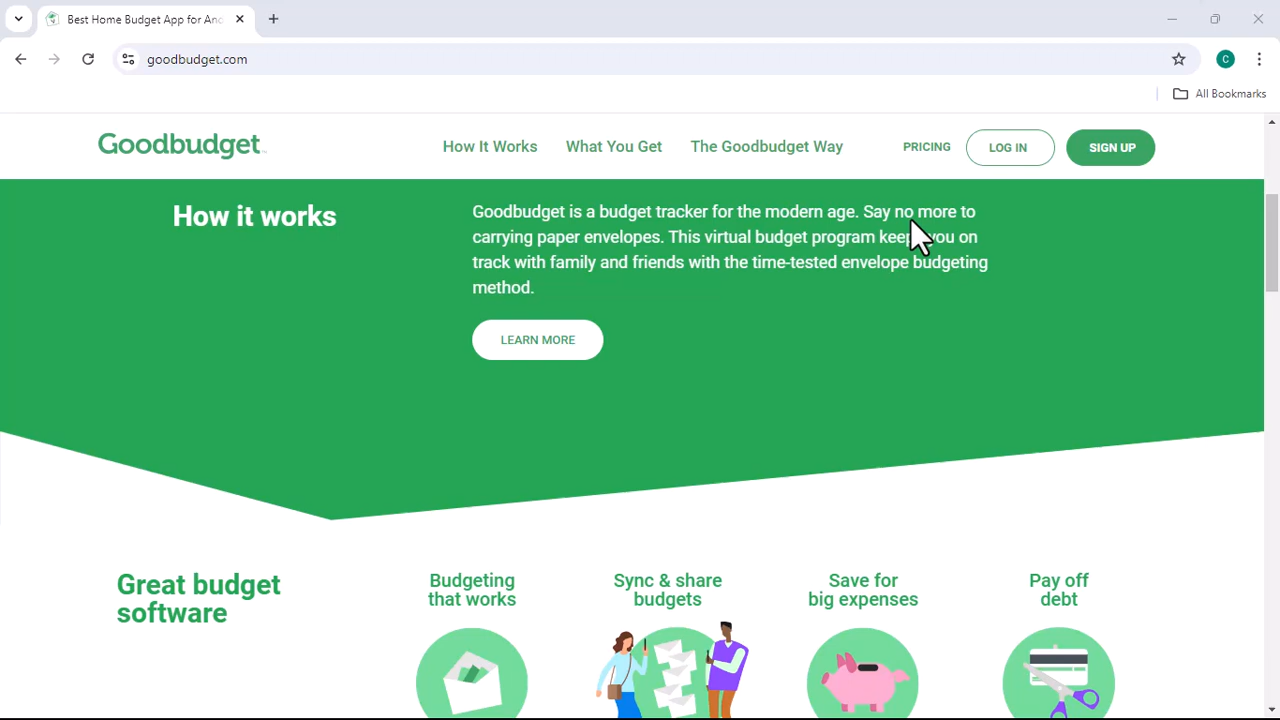 Best Home Budget App for And
goodbudget.com
C
All Bookmarks
Goodbudget
How It Works
What You Get
The Goodbudget Way
PRICING
LOG IN
SIGN UP
How it works
Goodbudget is a budget tracker for the modern age. Say no more to
carrying paper envelopes. This virtual budget program keeps you on
track with family and friends with the time-tested envelope budgeting
method.
LEARN MORE
Great budget
software
Budgeting
that works
Sync & share
budgets
Save for
big expenses
Pay off
debt